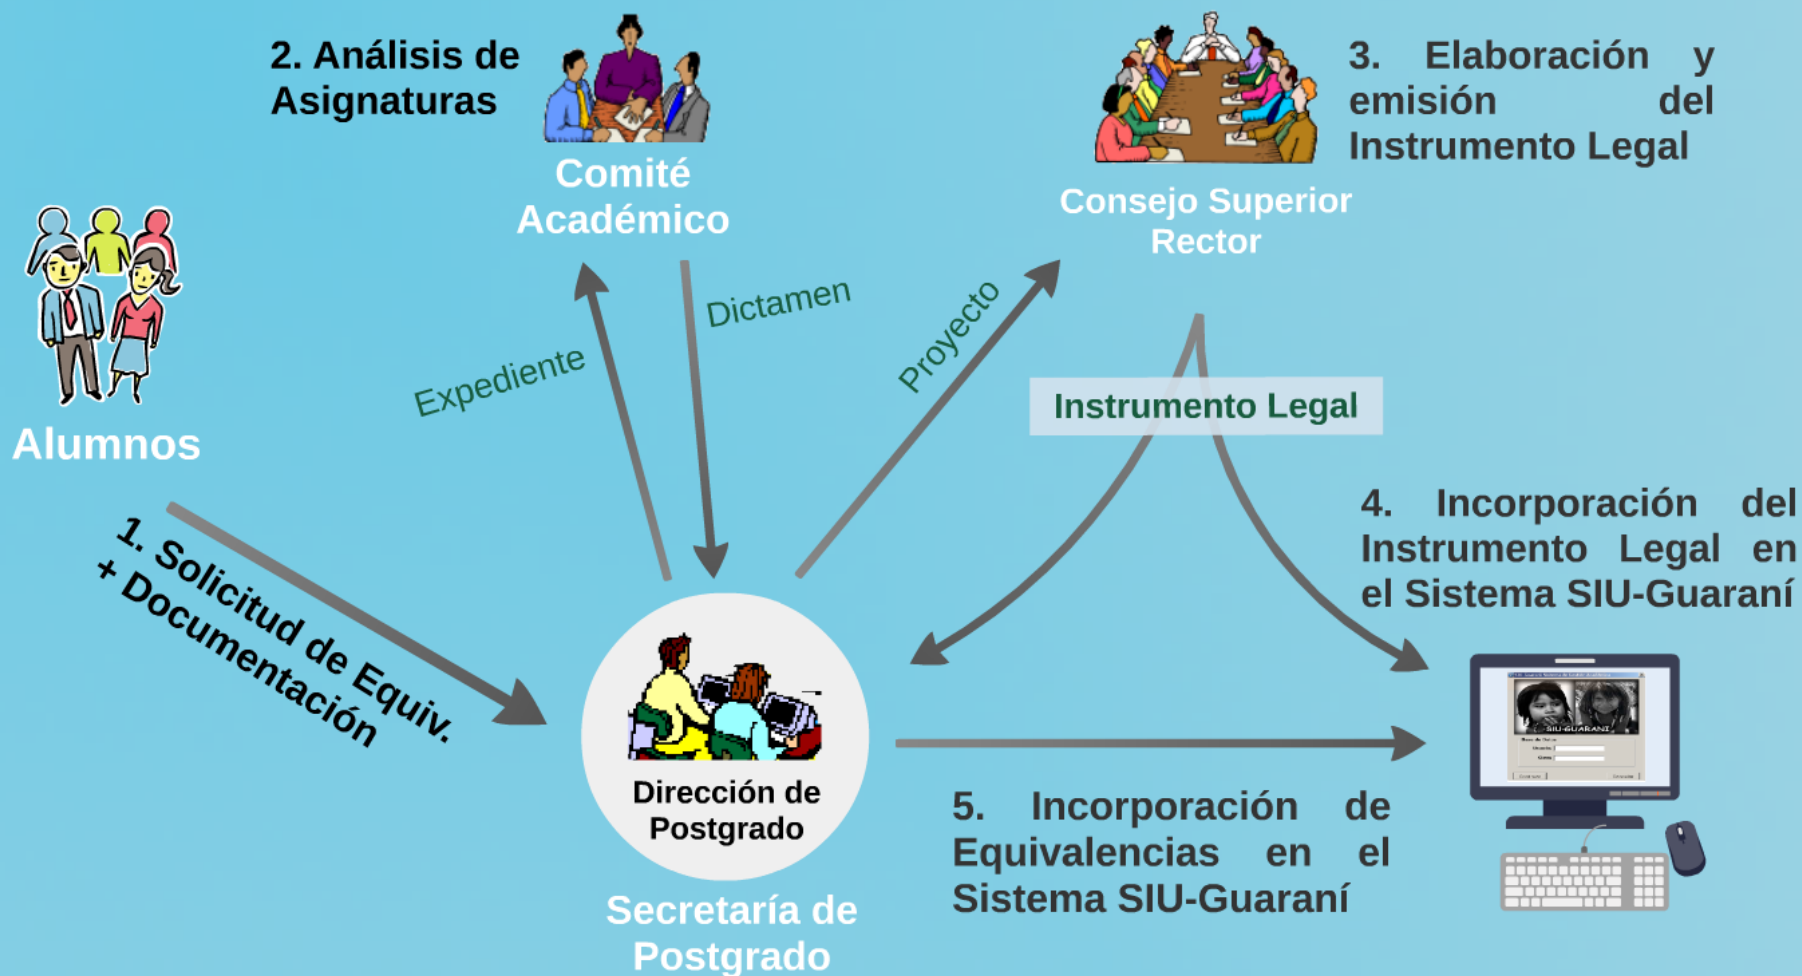 2. Análisis de
Asignaturas
Comité
Académico
3. Elaboración y
emisión del
Instrumento Legal
Consejo Superior
Rector
Alumnos
Expediente
Dictamen
Proyecto
Instrumento Legal
1. Solicitud de Equiv.
+ Documentación
4. Incorporación del
Instrumento Legal en
el Sistema SIU-Guaraní
SIU-GUARANI
Dirección de
Postgrado
Secretaría de
Postgrado
5. Incorporación de
Equivalencias en el
Sistema SIU-Guaraní